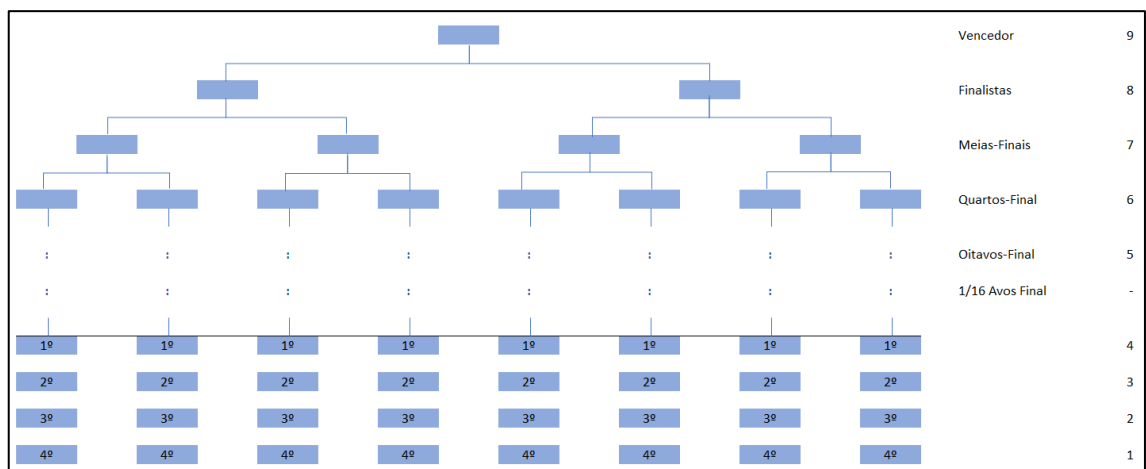 Vencedor 9
Finalistas 8
Meias-Finais 7
Quartos-Final 6
: : : : : : : : Oitavos-Final 5
: : : : : : : : 1/16 Avos Final -
1º 1º 1º 1º 1º 1º 1º 1º 4
2º 2º 2º 2º 2º 2º 2º 2º 3
3º 3º 3º 3º 3º 3º 3º 3º 2
4º 4º 4º 4º 4º 4º 4º 4º 1